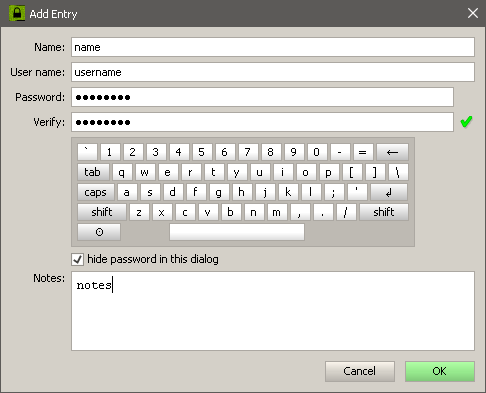 Add Entry
Name: name
User name: username
Password: ●●●●●●●●
Verify: ●●●●●●●●
` 1 2 3 4 5 6 7 8 9 0 - = ←
tab q w e r t y u i o p [ ] \
caps a s d f g h j k l ; ' ↲
shift z x c v b n m , . / shift
hide password in this dialog
Notes: notes
Cancel OK